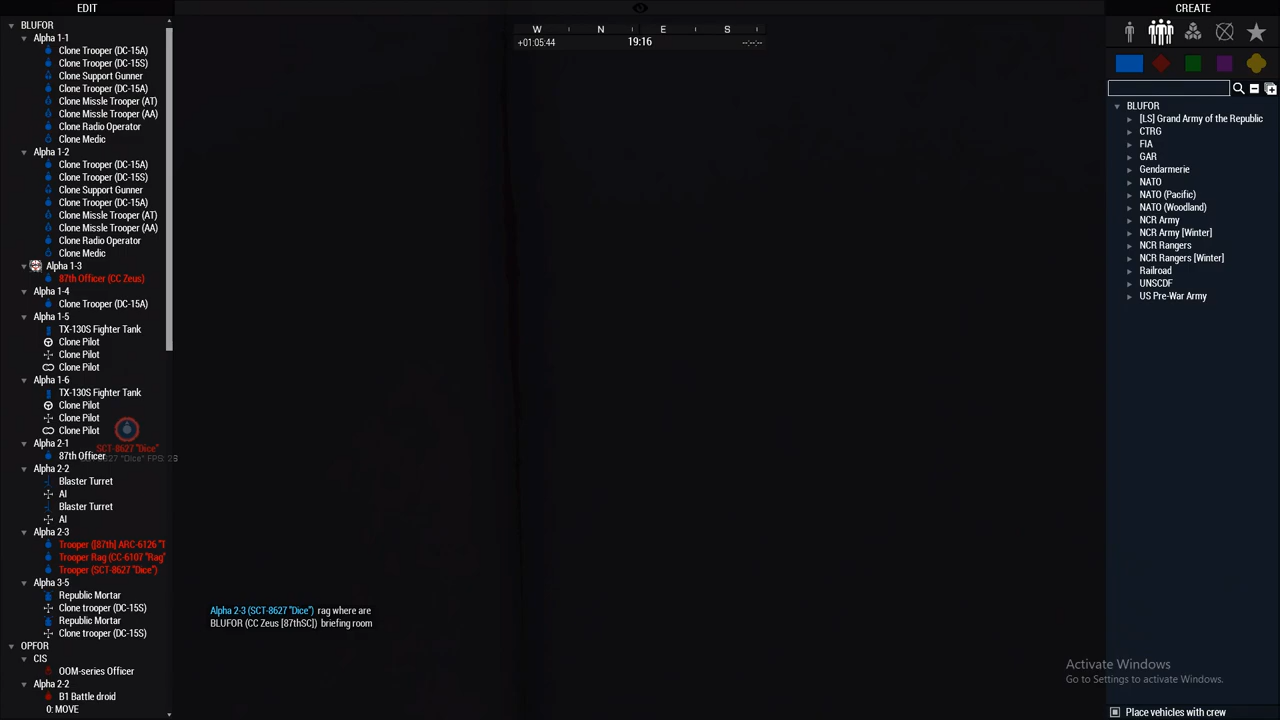 EDIT
CREATE
BLUFOR
Alpha 1-1
Clone Trooper (DC-15A)
Clone Trooper (DC-15S)
Clone Support Gunner
Clone Trooper (DC-15A)
Clone Missle Trooper (AT)
Clone Missle Trooper (AA)
Clone Radio Operator
Clone Medic
Alpha 1-2
Clone Trooper (DC-15A)
Clone Trooper (DC-15S)
Clone Support Gunner
Clone Trooper (DC-15A)
Clone Missle Trooper (AT)
Clone Missle Trooper (AA)
Clone Radio Operator
Clone Medic
Alpha 1-3
87th Officer (CC Zeus)
Alpha 1-4
Clone Trooper (DC-15A)
Alpha 1-5
TX-130S Fighter Tank
Clone Pilot
Clone Pilot
Clone Pilot
Alpha 1-6
TX-130S Fighter Tank
Clone Pilot
Clone Pilot
Clone Pilot
Alpha 2-1
87th Officer
Alpha 2-2
Blaster Turret
AI
Blaster Turret
AI
Alpha 2-3
Trooper ([87th] ARC-6126 "T
Trooper Rag (CC-6107 "Rag"
Trooper (SCT-8627 "Dice")
Alpha 3-5
Republic Mortar
Clone trooper (DC-15S)
Republic Mortar
Clone trooper (DC-15S)
OPFOR
CIS
OOM-series Officer
Alpha 2-2
B1 Battle droid
0: MOVE
SCT-8627 "Dice"
"Dice" FPS: 28
W N E S
+01:05:44 19:16 --:--:--
Alpha 2-3 (SCT-8627 "Dice") rag where are
BLUFOR (CC Zeus [87thSC]) briefing room
BLUFOR
[LS] Grand Army of the Republic
CTRG
FIA
GAR
Gendarmerie
NATO
NATO (Pacific)
NATO (Woodland)
NCR Army
NCR Army [Winter]
NCR Rangers
NCR Rangers [Winter]
Railroad
UNSCDF
US Pre-War Army
Activate Windows
Go to Settings to activate Windows.
Place vehicles with crew